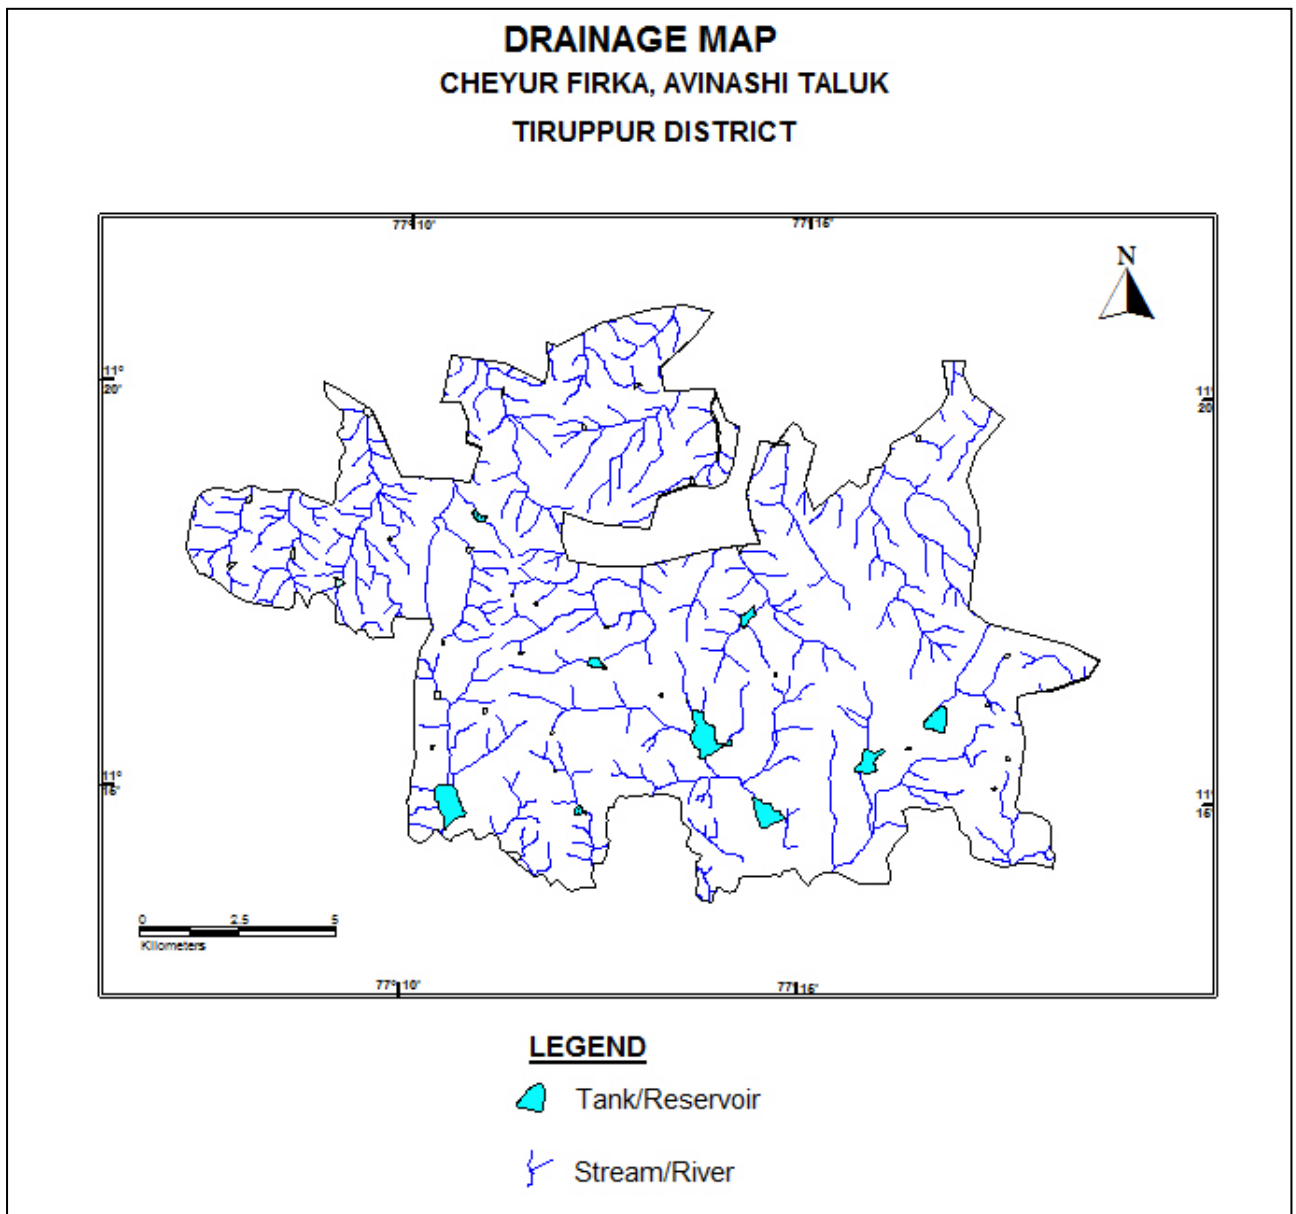 DRAINAGE MAP
CHEYUR FIRKA, AVINASHI TALUK
TIRUPPUR DISTRICT
77° 10' 77° 15'
N
11°
20'
11°
20'
11°
15'
11°
15'
0 2.5 5
Kilometers
77° 10' 77° 15'
LEGEND
Tank/Reservoir
Stream/River